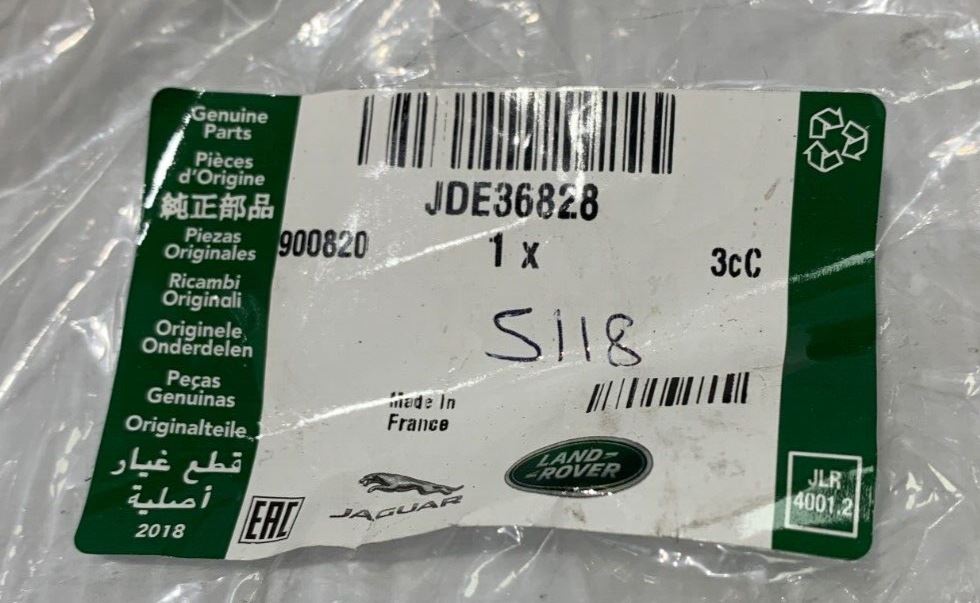 Genuine
Parts
Pièces
d'Origine
純正部品
Piezas
Originales
Ricambi
Originali
Originele
Onderdelen
Peças
Genuinas
Originalteile
قطع غيار
أصلية
2018
JDE36828
900820
1 x
3cC
5118
Made In
France
EAC
JAGUAR
LAND-
-ROVER
JLR
4001.2